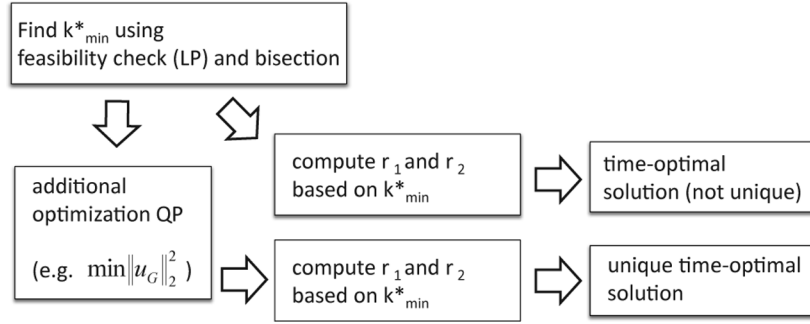 Find k*min using
feasibility check (LP) and bisection
compute r1 and r2
based on k*min
time-optimal
solution (not unique)
additional
optimization QP
(e.g. min‖uG‖₂²)
compute r1 and r2
based on k*min
unique time-optimal
solution